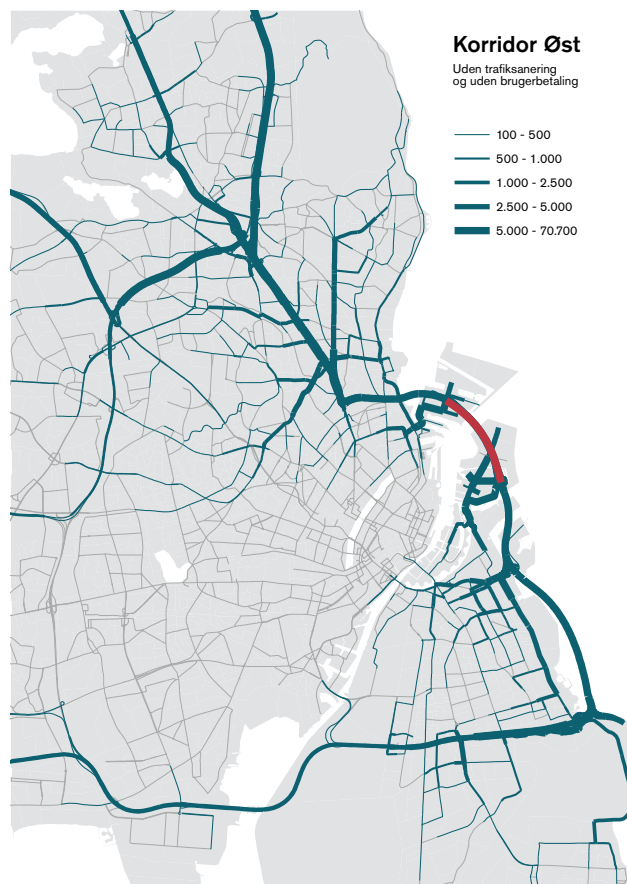 Korridor Øst
Uden trafiksanering
og uden brugerbetaling
100 - 500
500 - 1.000
1.000 - 2.500
2.500 - 5.000
5.000 - 70.700